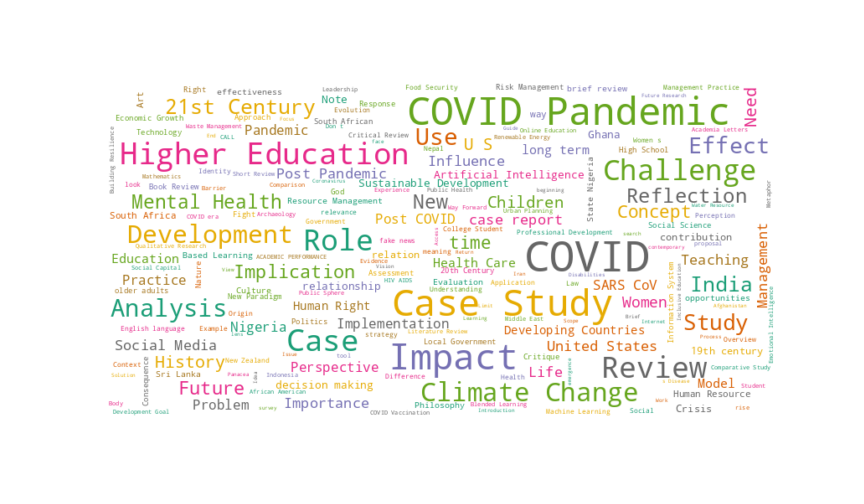 Food Security
Risk Management
brief review
Management Practice
Right
effectiveness
Leadership
Future Research
Art
21st Century
Note
Response
COVID Pandemic
Need
Evolution
Economic Growth
Approach
Focus
South African
way
Waste Management
Pandemic
Don t
Guide
Online Education
Ghana
Academia Letters
Technology
End
CALL
Critical Review
Use
U S
Renewable Energy
Women s
Effect
Building Resilience
Higher Education
face
Nepal
long term
High School
Influence
Challenge
Mathematics
Identity
Short Review
Post Pandemic
Artificial Intelligence
State Nigeria
look
Book Review
Barrier
Comparison
Coronavirus
Sustainable Development
Metaphor
Mental Health
God
Experience
Public Health
beginning
Reflection
Resource Management
New
Way Forward
Children
Water Resource
South Africa
COVID era
Fight
Archaeology
relevance
Middle East
Scope
Afghanistan
Urban Planning
Concept
Perception
Government
Post COVID
case report
Social Science
Development
Role
College Student
Professional Development
search
contribution
Qualitative Research
fake news
Access
time
COVID
contemporary
proposal
Education
Based Learning
ACADEMIC PERFORMANCE
relation
Meaning
Nature
Evidence
Health Care
Teaching
Management
Social Capital
View
Implication
Assessment
Vision
20th Century
Iran
Disabilities
Information System
Inclusive Education
Practice
Nature
HIV AIDS
Evaluation
Application
Law
SARS CoV
India
older adults
Culture
relationship
Understanding
New Paradigm
Public Sphere
Women
opportunities
Analysis
Origin
Human Right
Case Study
Emotional Intelligence
Politics
Learning
Brief
Internet
Study
English language
Example
Nigeria
Implementation
Developing Countries
Literature Review
strategy
Case
Local Government
United States
Process
Overview
Social Media
Issue
tool
Impact
Critique
19th century
Context
History
New Zealand
Perspective
Review
Consequence
Sri Lanka
Panacea
Idea
Indonesia
Difference
Health
Life
emergence
Comparative Study
Solution
Future
decision making
s Disease
Model
Student
African American
Climate Change
Human Resource
Body
Problem
Importance
Philosophy
Blended Learning
Work
Development Goal
survey
COVID Vaccination
Introduction
Machine Learning
Social
Crisis
rise